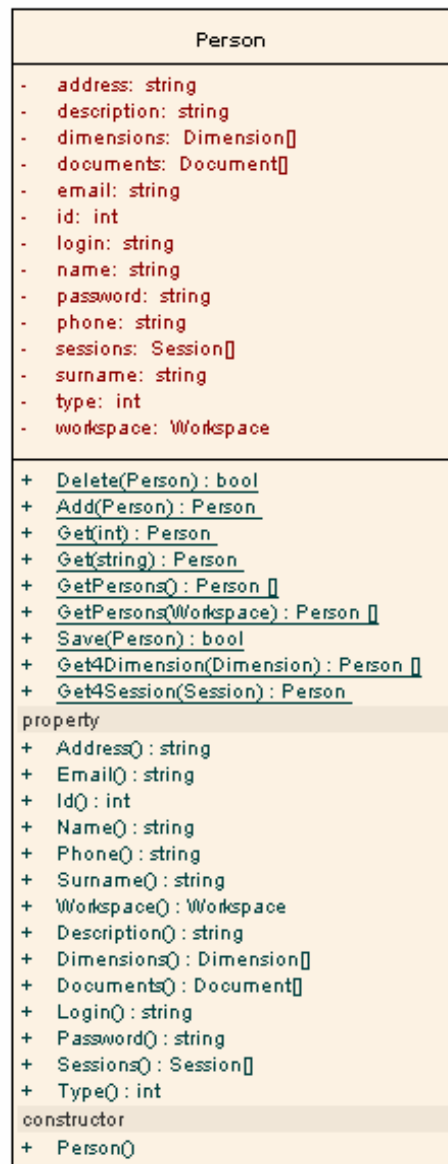 Person
- address: string
- description: string
- dimensions: Dimension[]
- documents: Document[]
- email: string
- id: int
- login: string
- name: string
- password: string
- phone: string
- sessions: Session[]
- surname: string
- type: int
- workspace: Workspace
+ Delete(Person) : bool
+ Add(Person) : Person
+ Get(int) : Person
+ Get(string) : Person
+ GetPersons() : Person []
+ GetPersons(Workspace) : Person []
+ Save(Person) : bool
+ Get4Dimension(Dimension) : Person []
+ Get4Session(Session) : Person
property
+ Address() : string
+ Email() : string
+ Id() : int
+ Name() : string
+ Phone() : string
+ Surname() : string
+ Workspace() : Workspace
+ Description() : string
+ Dimensions() : Dimension[]
+ Documents() : Document[]
+ Login() : string
+ Password() : string
+ Sessions() : Session[]
+ Type() : int
constructor
+ Person()